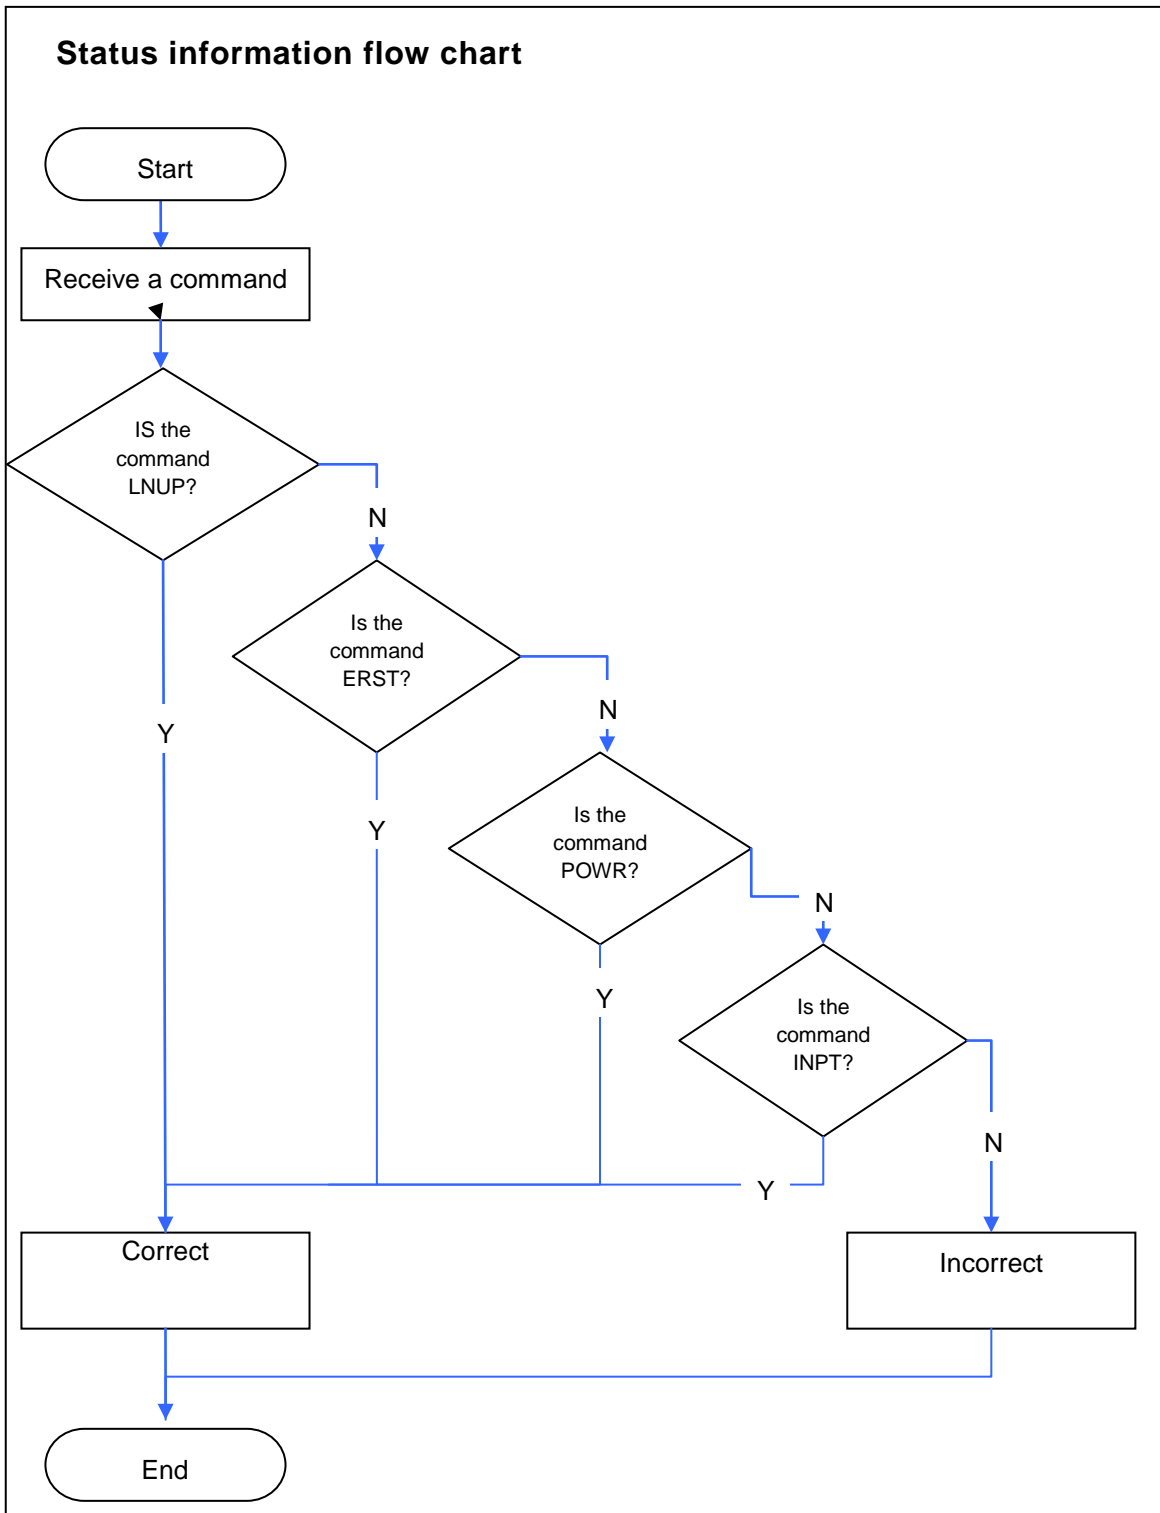 Status information flow chart
Start
Receive a command
IS the
command
LNUP?
N
Is the
command
ERST?
N
Y
Is the
command
POWR?
Y
N
Is the
command
INPT?
Y
N
Y
Correct
Incorrect
End